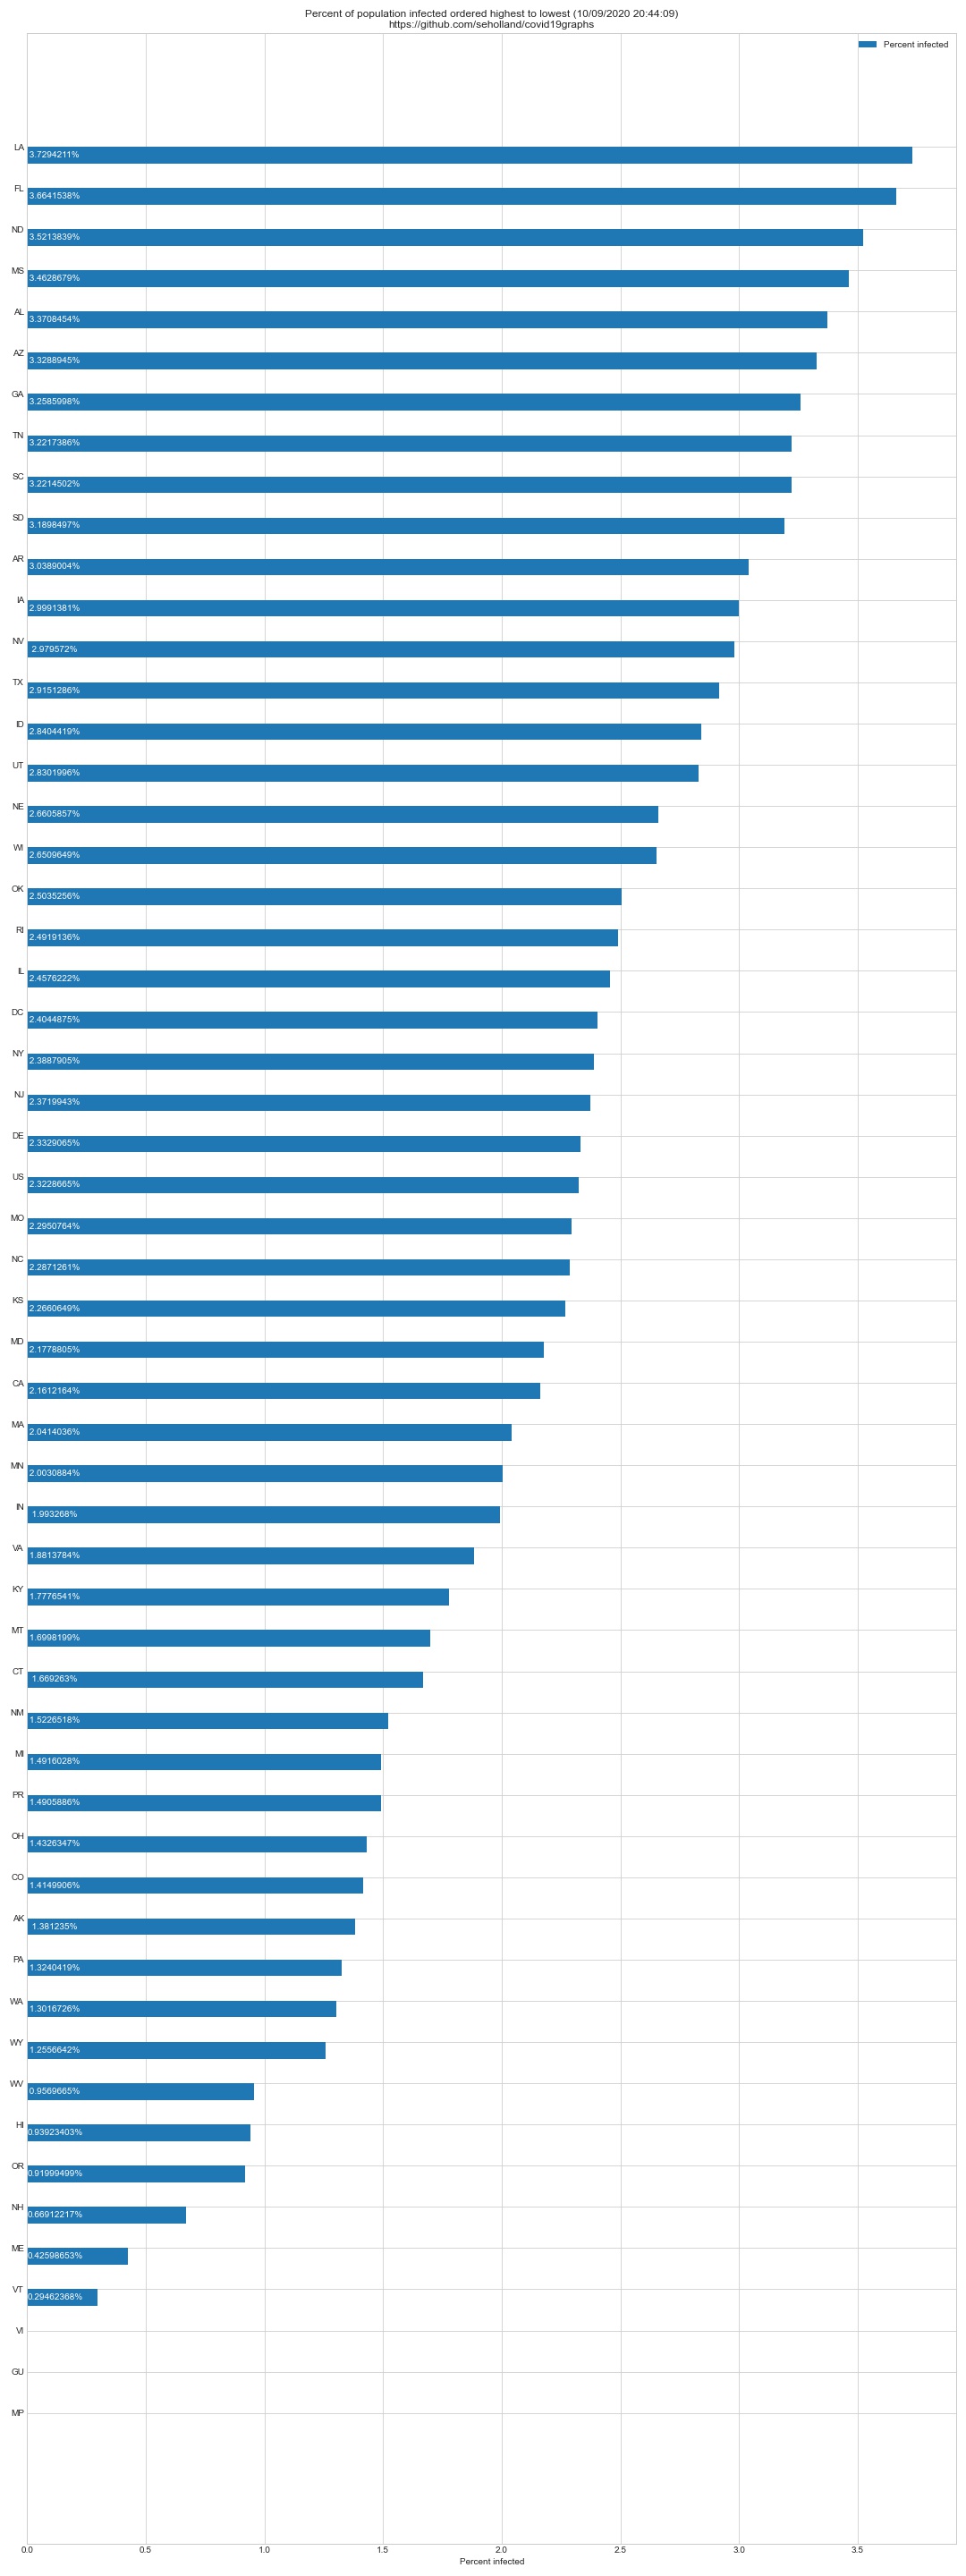 Percent of population infected ordered highest to lowest (10/09/2020 20:44:09)
https://github.com/seholland/covid19graphs
Percent infected
LA 3.7294211%
FL 3.6641538%
ND 3.5213839%
MS 3.4628679%
AL 3.3708454%
AZ 3.3288945%
GA 3.2585998%
TN 3.2217386%
SC 3.2214502%
SD 3.1898497%
AR 3.0389004%
IA 2.9991381%
NV 2.979572%
TX 2.9151286%
ID 2.8404419%
UT 2.8301996%
NE 2.6605857%
WI 2.6509649%
OK 2.5035256%
RI 2.4919136%
IL 2.4576222%
DC 2.4044875%
NY 2.3887905%
NJ 2.3719943%
DE 2.3329065%
US 2.3228665%
MO 2.2950764%
NC 2.2871261%
KS 2.2660649%
MD 2.1778805%
CA 2.1612164%
MA 2.0414036%
MN 2.0030884%
IN 1.993268%
VA 1.8813784%
KY 1.7776541%
MT 1.6998199%
CT 1.669263%
NM 1.5226518%
MI 1.4916028%
PR 1.4905886%
OH 1.4326347%
CO 1.4149906%
AK 1.381235%
PA 1.3240419%
WA 1.3016726%
WY 1.2556642%
WV 0.9569665%
HI 0.93923403%
OR 0.91999499%
NH 0.66912217%
ME 0.42598653%
VT 0.29462368%
VI
GU
MP
0.0 0.5 1.0 1.5 2.0 2.5 3.0 3.5
Percent infected